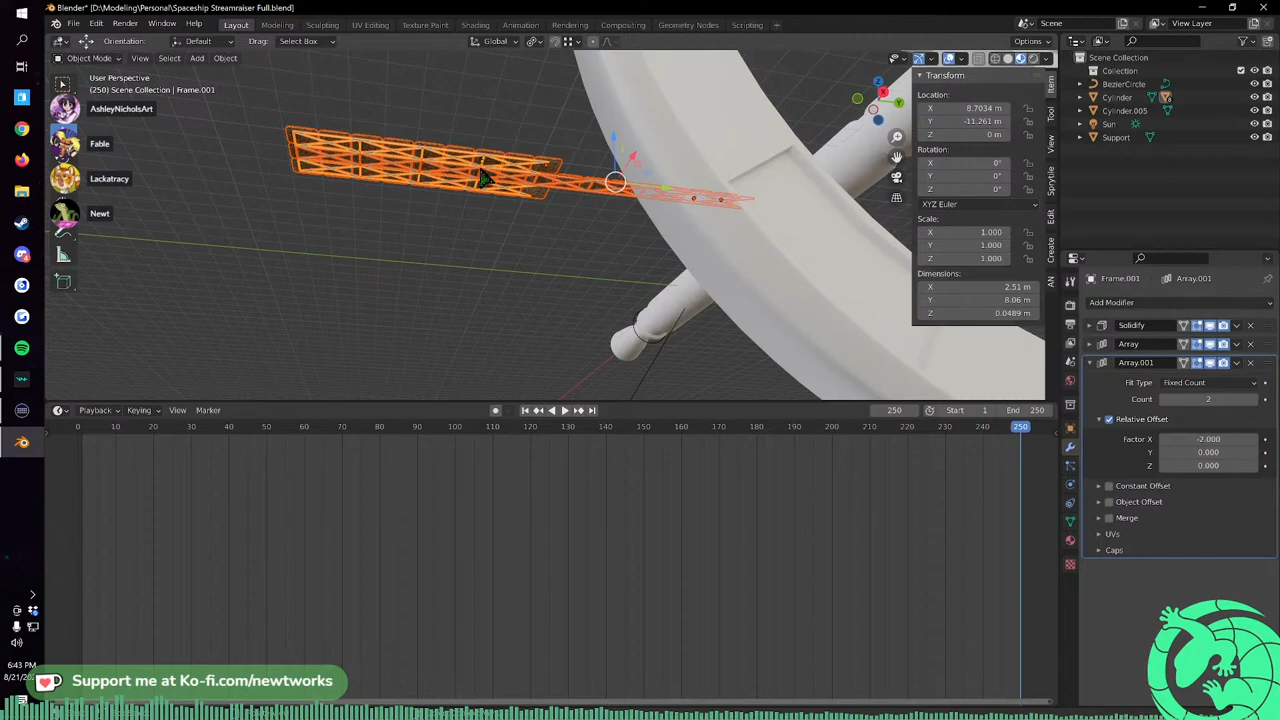 Blender* [D:\Modeling\Personal\Spaceship Streamraiser Full.blend]
File Edit Render Window Help Layout Modeling Sculpting UV Editing Texture Paint Shading Animation Rendering Compositing Scripting + Scene View Layer
Orientation: Default Drag: Select Box Global Options
Object Mode View Select Add Object
User Perspective
(250) Scene Collection | Frame.001
AshleyNicholsArt
Fable
Lackatracy
Newt
Z
X
Y
Transform
Location:
X 8.7034 m
Y -11.261 m
Z 0 m
Rotation:
X 0°
Y 0°
Z 0°
XYZ Euler
Scale:
X 1.000
Y 1.000
Z 1.000
Dimensions:
X 2.51 m
Y 8.06 m
Z 0.0489 m
Item
Tool
View
Sprytile
Edit
Create
AN
Scene Collection
Collection
BezierCircle
Cylinder
Cylinder.005
Sun
Support
Frame.001 Array.001
Add Modifier
Solidify
Array
Array.001
Fit Type Fixed Count
Count 2
Relative Offset
Factor X -2.000
Y 0.000
Z 0.000
Constant Offset
Object Offset
Merge
UVs
Caps
Playback Keying View Marker 250 Start 1 End 250
0 10 20 30 40 50 60 70 80 90 100 110 120 130 140 150 160 170 180 190 200 210 220 230 240 250
6:43 PM
Support me at Ko-fi.com/newtworks